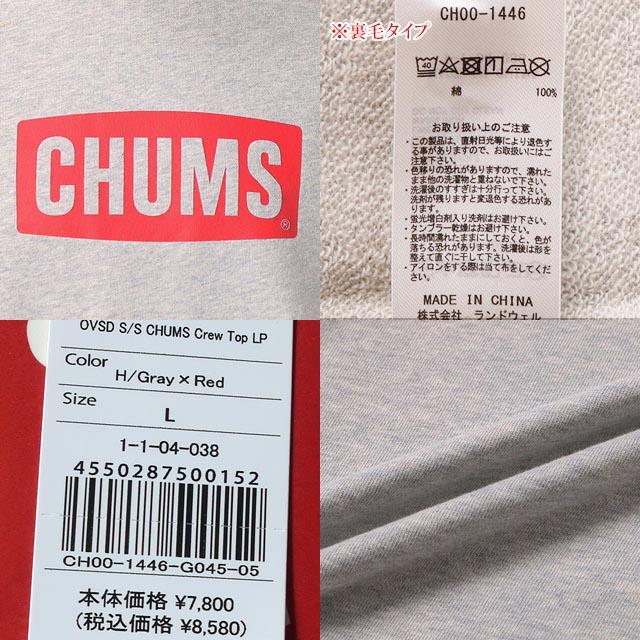 CHUMS
®
※裏毛タイプ
CH00-1446
40
綿 100%
お取り扱い上のご注意
・この製品は、直射日光等により退色す
る事がありますので、お取扱いにはご
注意下さい。
・色移りの恐れがありますので、濡れた
まま他の洗濯物と重ねないで下さい。
・洗濯後のすすぎは十分行って下さい。
洗剤が残りますと変退色する恐れがあ
ります。
・蛍光増白剤入り洗剤はお避け下さい。
・タンブラー乾燥はお避け下さい。
・長時間濡れたままにしておくと、色が
落ちる恐れがあります。洗濯後は形を
整えて直ぐに干して下さい。
・アイロンをする際は当て布をしてくだ
さい。
MADE IN CHINA
株式会社 ランドウェル
OVSD S/S CHUMS Crew Top LP
Color
H/Gray×Red
Size
L
1-1-04-038
4550287500152
CH00-1446-G045-05
本体価格 ¥7,800
(税込価格 ¥8,580)